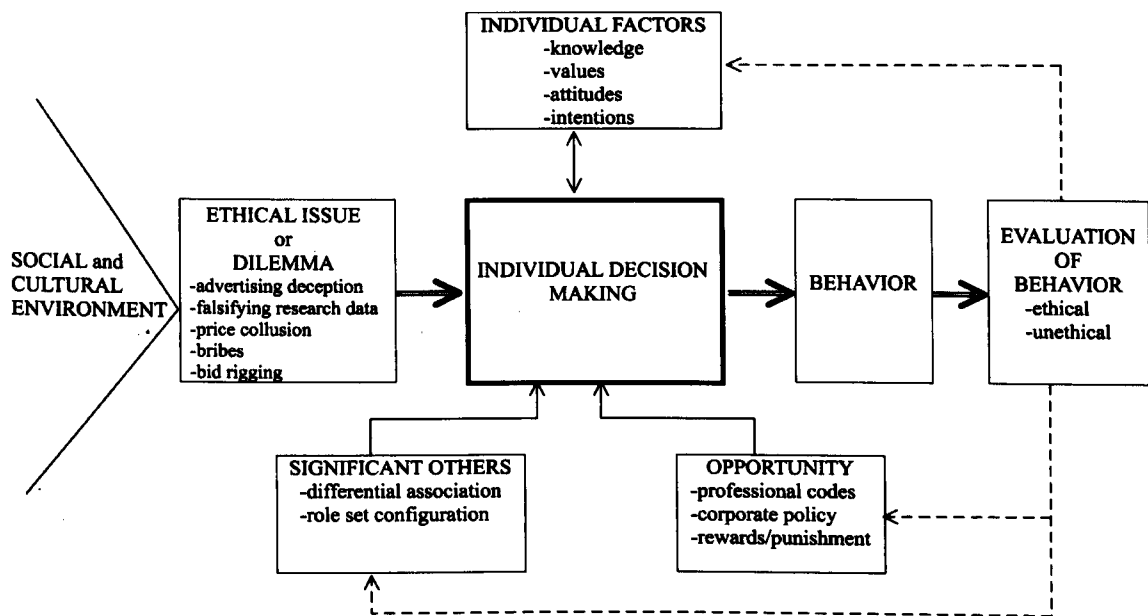 INDIVIDUAL FACTORS
-knowledge
-values
-attitudes
-intentions
SOCIAL and
CULTURAL
ENVIRONMENT
ETHICAL ISSUE
or
DILEMMA
-advertising deception
-falsifying research data
-price collusion
-bribes
-bid rigging
INDIVIDUAL DECISION
MAKING
BEHAVIOR
EVALUATION
OF
BEHAVIOR
-ethical
-unethical
SIGNIFICANT OTHERS
-differential association
-role set configuration
OPPORTUNITY
-professional codes
-corporate policy
-rewards/punishment